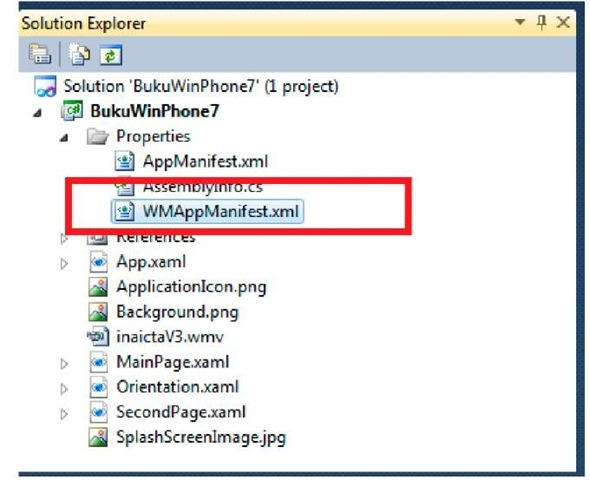 Solution Explorer
Solution 'BukuWinPhone7' (1 project)
BukuWinPhone7
Properties
AppManifest.xml
AssemblyInfo.cs
WMAppManifest.xml
References
App.xaml
ApplicationIcon.png
Background.png
inaictaV3.wmv
MainPage.xaml
Orientation.xaml
SecondPage.xaml
SplashScreenImage.jpg